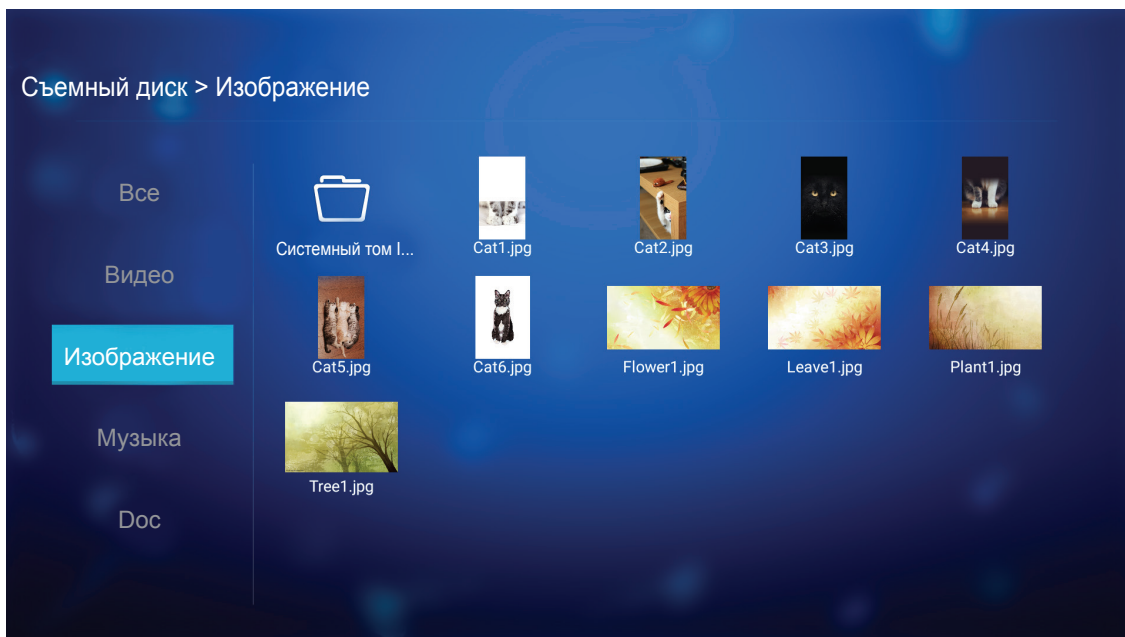 Съемный диск > Изображение
Все
Видео
Изображение
Музыка
Doc
Системный том I...
Cat1.jpg
Cat2.jpg
Cat3.jpg
Cat4.jpg
Cat5.jpg
Cat6.jpg
Flower1.jpg
Leave1.jpg
Plant1.jpg
Tree1.jpg